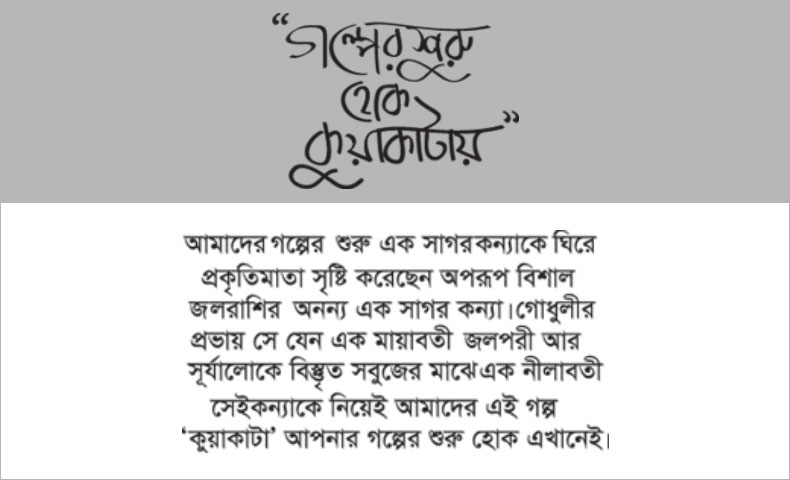 “গল্পের শুরু
হোক
কুয়াকাটায়”
আমাদের গল্পের শুরু এক সাগরকন্যাকে ঘিরে
প্রকৃতিমাতা সৃষ্টি করেছেন অপরূপ বিশাল
জলরাশির অনন্য এক সাগর কন্যা।গোধুলীর
প্রভায় সে যেন এক মায়াবতী জলপরী আর
সূর্যালোকে বিস্তৃত সবুজের মাঝেএক নীলাবতী
সেইকন্যাকে নিয়েই আমাদের এই গল্প
‘কুয়াকাটা’ আপনার গল্পের শুরু হোক এখানেই।